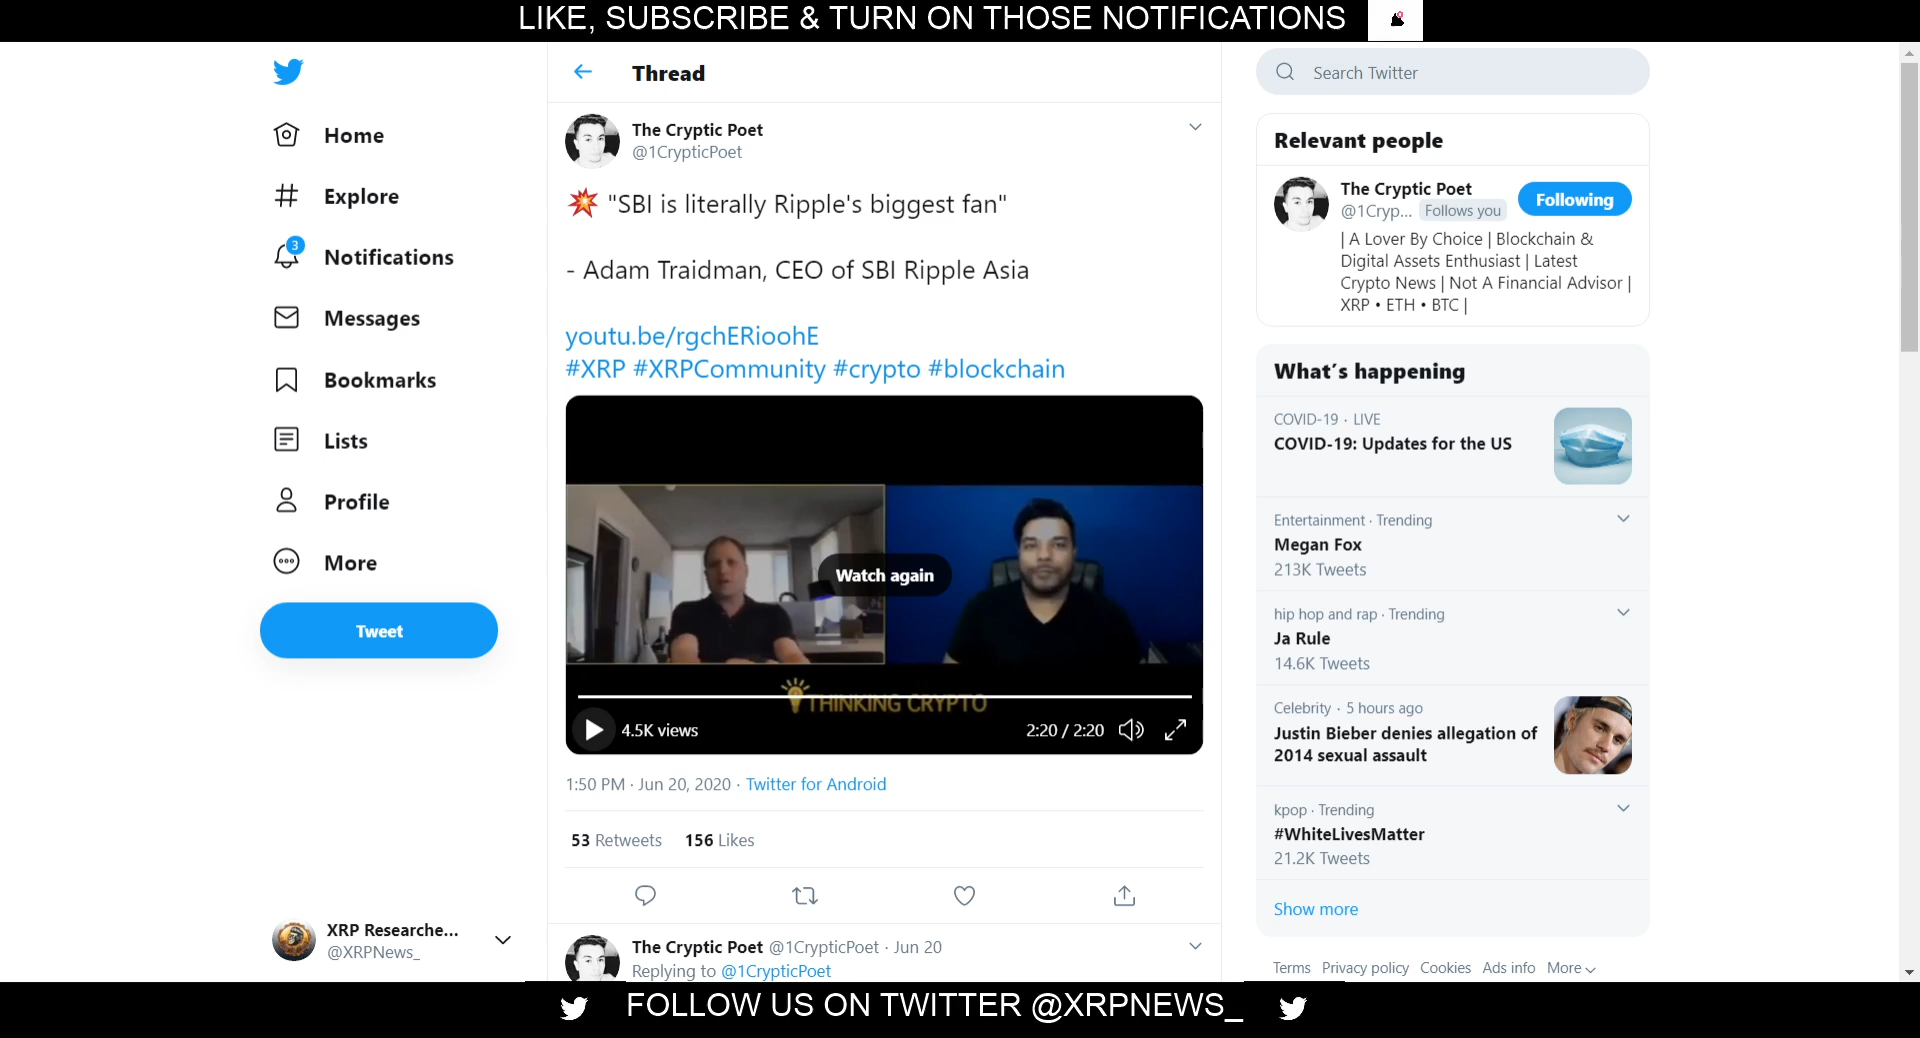 LIKE, SUBSCRIBE & TURN ON THOSE NOTIFICATIONS
Home
Explore
3
Notifications
Messages
Bookmarks
Lists
Profile
More
Tweet
XRP Researche...
@XRPNews_
Thread
The Cryptic Poet
@1CrypticPoet
"SBI is literally Ripple's biggest fan"
- Adam Traidman, CEO of SBI Ripple Asia
youtu.be/rgchERioohE
#XRP #XRPCommunity #crypto #blockchain
Watch again
THINKING CRYPTO
4.5K views
2:20 / 2:20
1:50 PM · Jun 20, 2020 · Twitter for Android
53 Retweets 156 Likes
The Cryptic Poet @1CrypticPoet · Jun 20
Replying to @1CrypticPoet
Search Twitter
Relevant people
The Cryptic Poet
@1Cryp... Follows you
Following
| A Lover By Choice | Blockchain &
Digital Assets Enthusiast | Latest
Crypto News | Not A Financial Advisor |
XRP • ETH • BTC |
What's happening
COVID-19 · LIVE
COVID-19: Updates for the US
Entertainment · Trending
Megan Fox
213K Tweets
hip hop and rap · Trending
Ja Rule
14.6K Tweets
Celebrity · 5 hours ago
Justin Bieber denies allegation of
2014 sexual assault
kpop · Trending
#WhiteLivesMatter
21.2K Tweets
Show more
Terms Privacy policy Cookies Ads info More
FOLLOW US ON TWITTER @XRPNEWS_